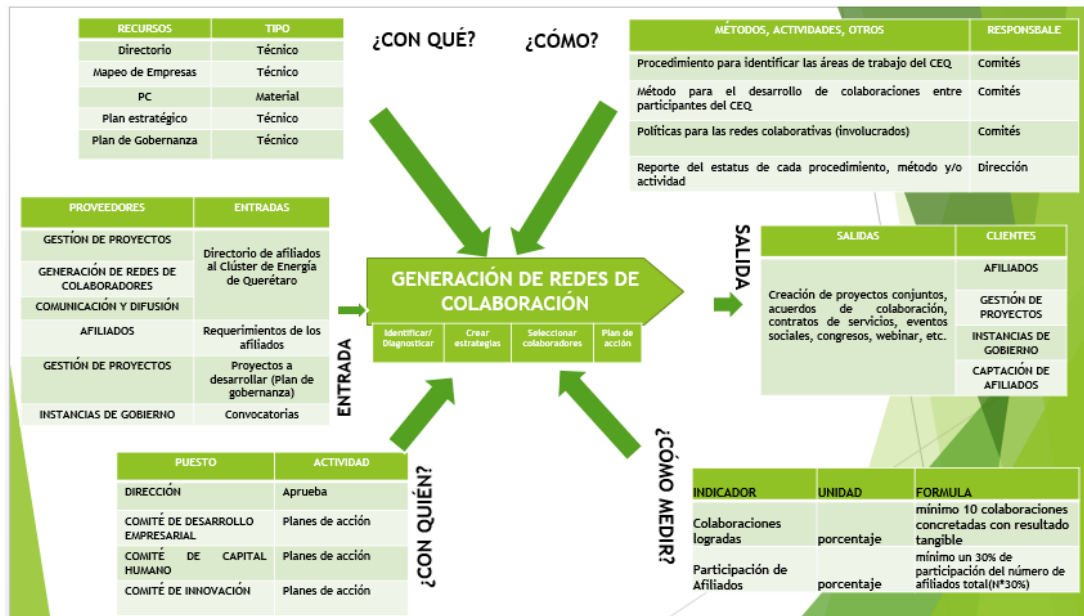 RECURSOS TIPO
Directorio Técnico
Mapeo de Empresas Técnico
PC Material
Plan estratégico Técnico
Plan de Gobernanza Técnico
¿CON QUÉ?
¿CÓMO?
MÉTODOS, ACTIVIDADES, OTROS RESPONSBALE
Procedimiento para identificar las áreas de trabajo del CEQ Comités
Método para el desarrollo de colaboraciones entre
participantes del CEQ
Comités
Políticas para las redes colaborativas (involucrados) Comités
Reporte del estatus de cada procedimiento, método y/o
actividad
Dirección
PROVEEDORES ENTRADAS
GESTIÓN DE PROYECTOS
GENERACIÓN DE REDES DE
COLABORADORES
COMUNICACIÓN Y DIFUSIÓN
Directorio de afiliados
al Clúster de Energía
de Querétaro
AFILIADOS
Requerimientos de los
afiliados
GESTIÓN DE PROYECTOS
Proyectos a
desarrollar (Plan de
gobernanza)
INSTANCIAS DE GOBIERNO Convocatorias
ENTRADA
GENERACIÓN DE REDES DE
COLABORACIÓN
Identificar/
Diagnosticar
Crear
estrategias
Seleccionar
colaboradores
Plan de
acción
SALIDA
SALIDAS CLIENTES
Creación de proyectos conjuntos,
acuerdos de colaboración,
contratos de servicios, eventos
sociales, congresos, webinar, etc.
AFILIADOS
GESTIÓN DE
PROYECTOS
INSTANCIAS DE
GOBIERNO
CAPTACIÓN DE
AFILIADOS
PUESTO ACTIVIDAD
DIRECCIÓN Aprueba
COMITÉ DE DESARROLLO
EMPRESARIAL
Planes de acción
COMITÉ DE CAPITAL
HUMANO
Planes de acción
COMITÉ DE INNOVACIÓN Planes de acción
¿CON QUIÉN?
¿CÓMO MEDIR?
INDICADOR UNIDAD FORMULA
Colaboraciones
logradas
porcentaje
mínimo 10 colaboraciones
concretadas con resultado
tangible
Participación de
Afiliados
porcentaje
mínimo un 30% de
participación del número de
afiliados total(N*30%)